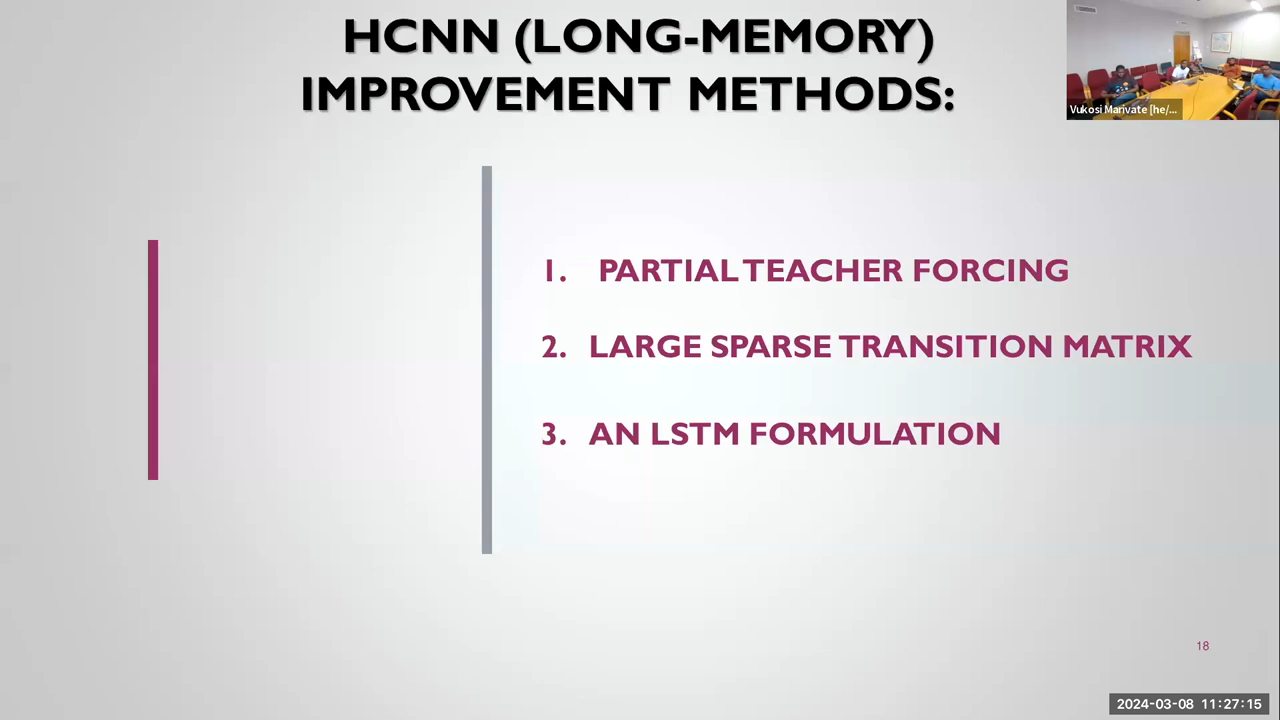 HCNN (LONG-MEMORY)
IMPROVEMENT METHODS:
Vukosi Marivate [he/...
1. PARTIAL TEACHER FORCING
2. LARGE SPARSE TRANSITION MATRIX
3. AN LSTM FORMULATION
18
2024-03-08 11:27:15